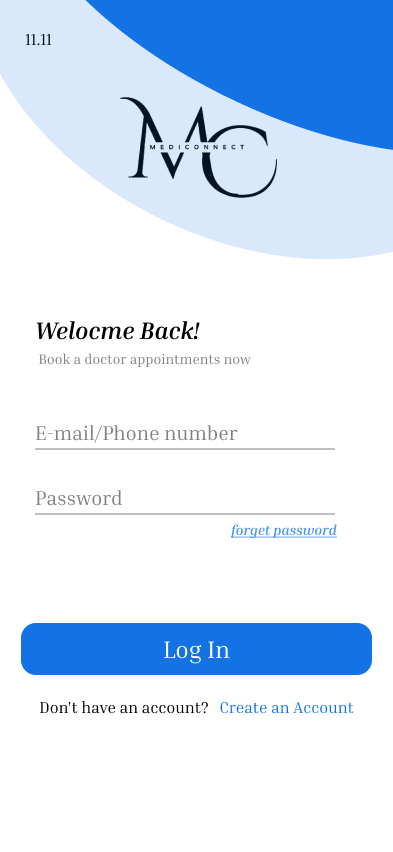 11.11
MC
MEDICONNECT
Welocme Back!
Book a doctor appointments now
E-mail/Phone number
Password
forget password
Log In
Don't have an account? Create an Account